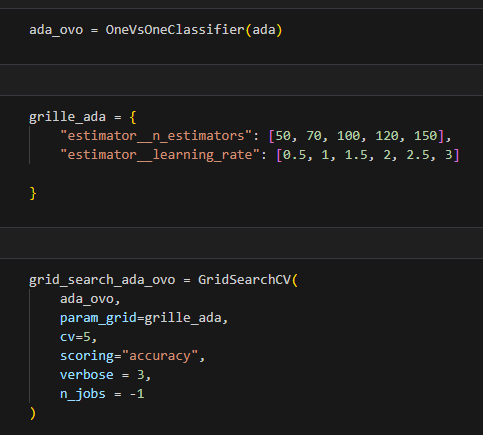 ada_ovo = OneVsOneClassifier(ada)
grille_ada = {
    "estimator__n_estimators": [50, 70, 100, 120, 150],
    "estimator__learning_rate": [0.5, 1, 1.5, 2, 2.5, 3]
}
grid_search_ada_ovo = GridSearchCV(
    ada_ovo,
    param_grid=grille_ada,
    cv=5,
    scoring="accuracy",
    verbose = 3,
    n_jobs = -1
)